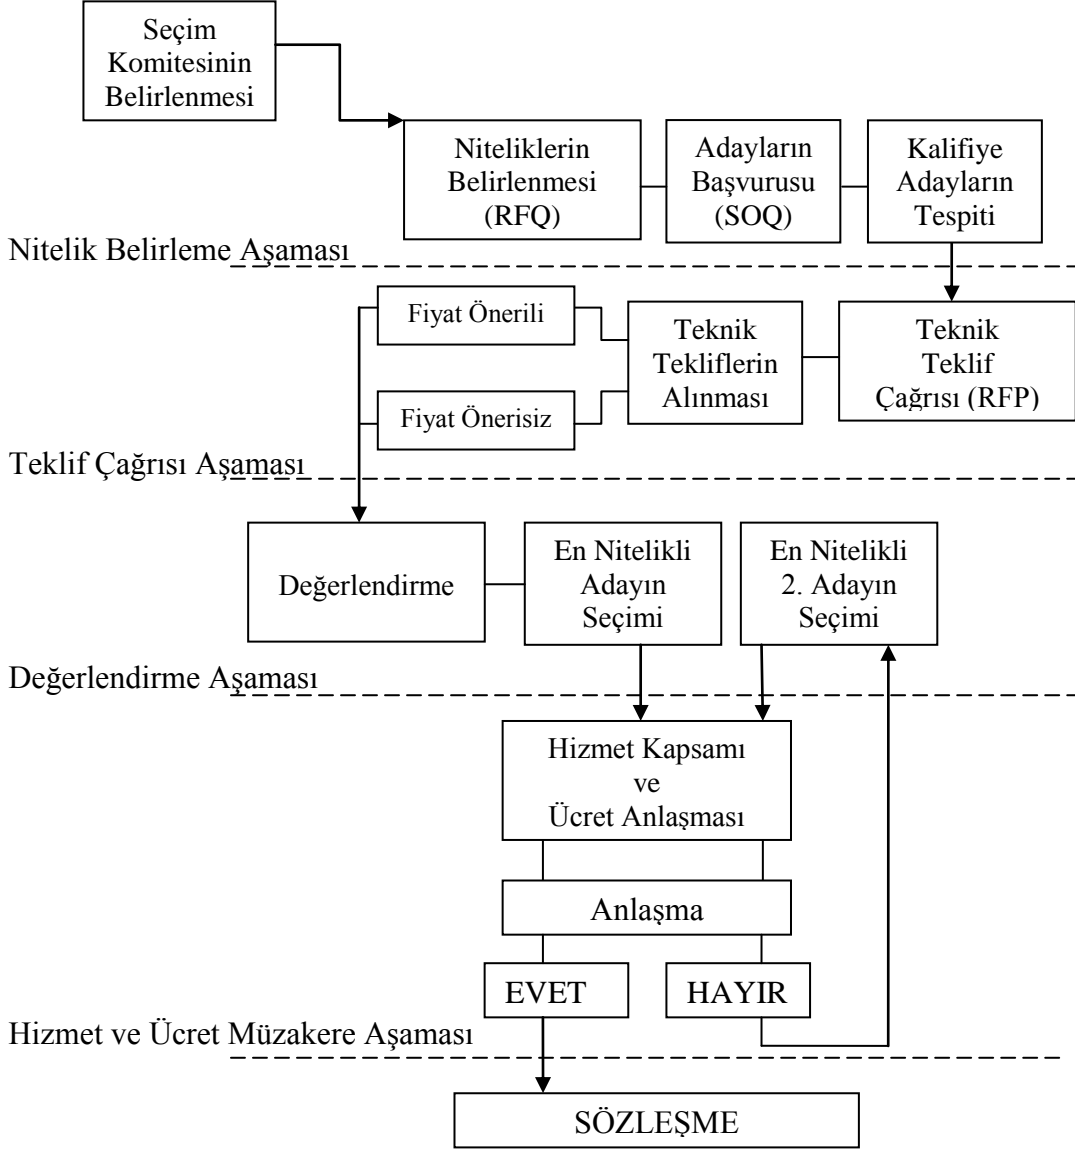 Seçim
Komitesinin
Belirlenmesi
Niteliklerin
Belirlenmesi
(RFQ)
Adayların
Başvurusu
(SOQ)
Kalifiye
Adayların
Tespiti
Nitelik Belirleme Aşaması
Fiyat Önerili
Fiyat Önerisiz
Teknik
Tekliflerin
Alınması
Teknik
Teklif
Çağrısı (RFP)
Teklif Çağrısı Aşaması
Değerlendirme
En Nitelikli
Adayın
Seçimi
En Nitelikli
2. Adayın
Seçimi
Değerlendirme Aşaması
Hizmet Kapsamı
ve
Ücret Anlaşması
Anlaşma
EVET
HAYIR
Hizmet ve Ücret Müzakere Aşaması
SÖZLEŞME